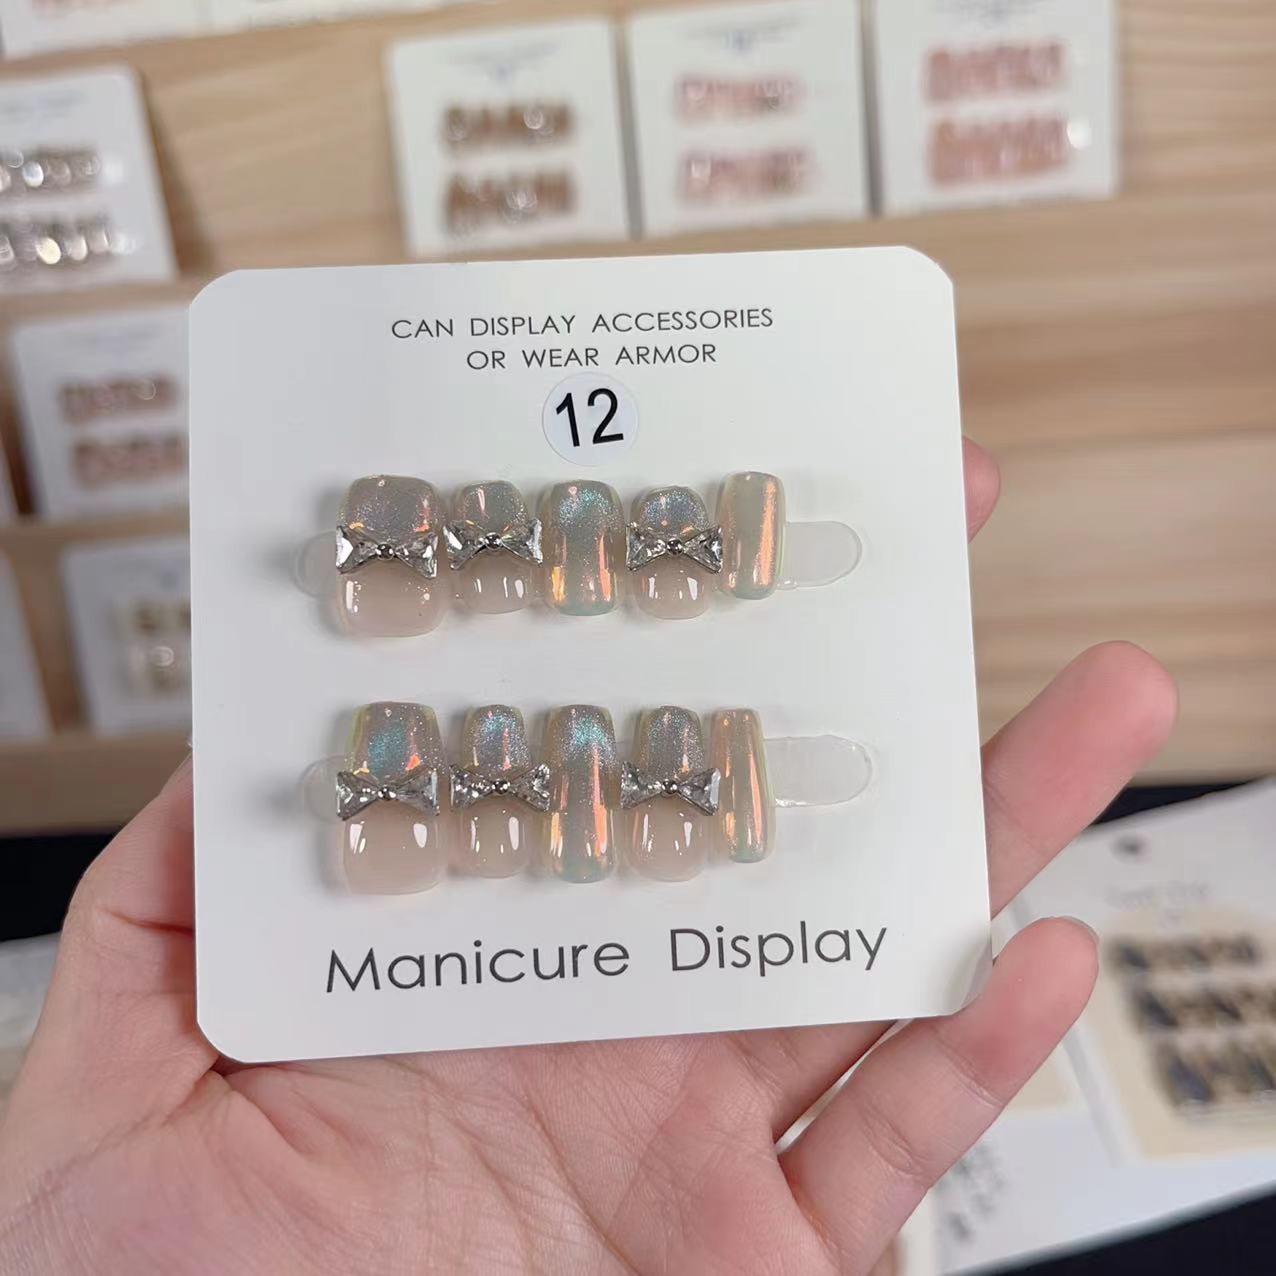 CAN DISPLAY ACCESSORIES
OR WEAR ARMOR
12
Manicure Display